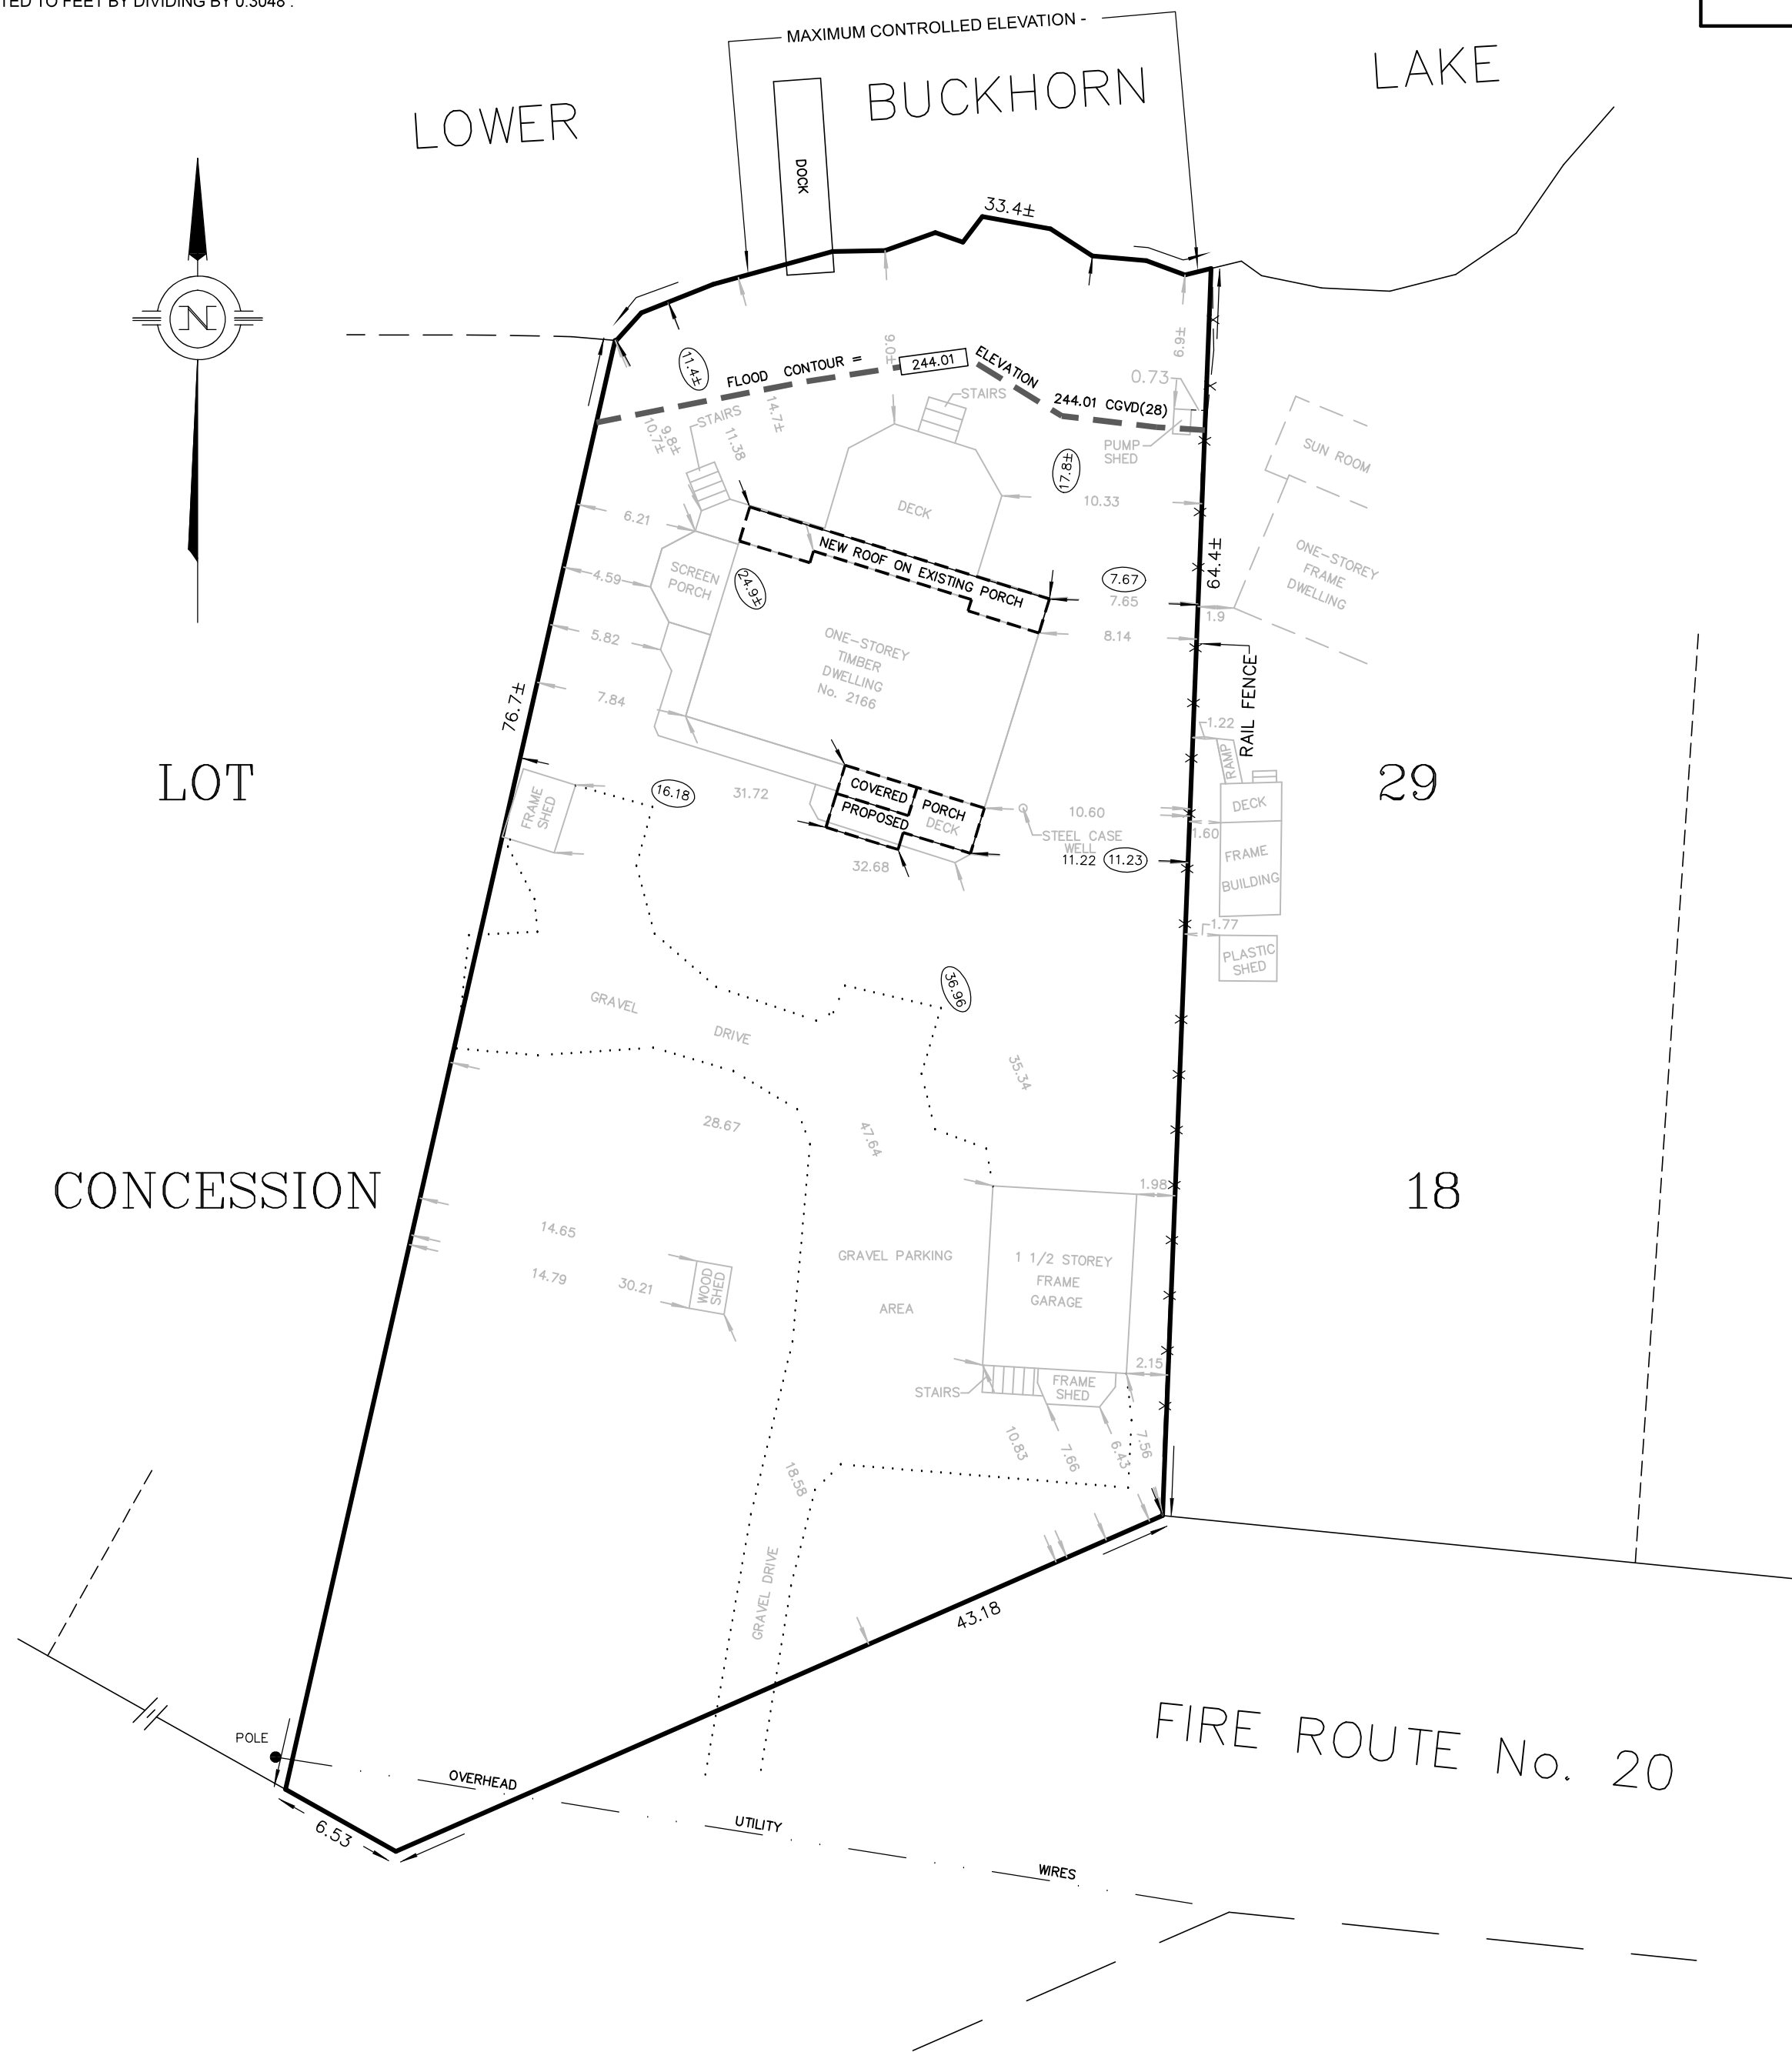 TED TO FEET BY DIVIDING BY 0.3048 .
MAXIMUM CONTROLLED ELEVATION -
LOWER BUCKHORN LAKE
DOCK
33.4±
N
11.4±
FLOOD CONTOUR = 244.01 ELEVATION 244.01 CGVD(28)
9.0±
6.9±
0.73
STAIRS
STAIRS
14.7±
11.38
9.8±
10.7±
PUMP
SHED
17.8±
SUN ROOM
10.33
DECK
6.21
NEW ROOF ON EXISTING PORCH
SCREEN
PORCH
4.59
24.9±
7.67
7.65
64.4±
ONE-STOREY
FRAME
DWELLING
1.9
5.82
8.14
ONE-STOREY
TIMBER
DWELLING
No. 2166
76.7±
7.84
RAIL FENCE
1.22
RAMP
LOT
29
FRAME
SHED
16.18
31.72
COVERED PORCH
PROPOSED
DECK
10.60
STEEL CASE
WELL
DECK
1.60
11.22
11.23
32.68
FRAME
BUILDING
1.77
PLASTIC
SHED
36.96
GRAVEL DRIVE
35.34
28.67
47.64
CONCESSION
18
1.98
14.65
GRAVEL PARKING
AREA
1 1/2 STOREY
FRAME
GARAGE
14.79
30.21
WOOD
SHED
2.15
STAIRS
FRAME
SHED
10.83
7.66
6.43
7.56
18.58
GRAVEL DRIVE
43.18
FIRE ROUTE No. 20
POLE
OVERHEAD UTILITY WIRES
6.53